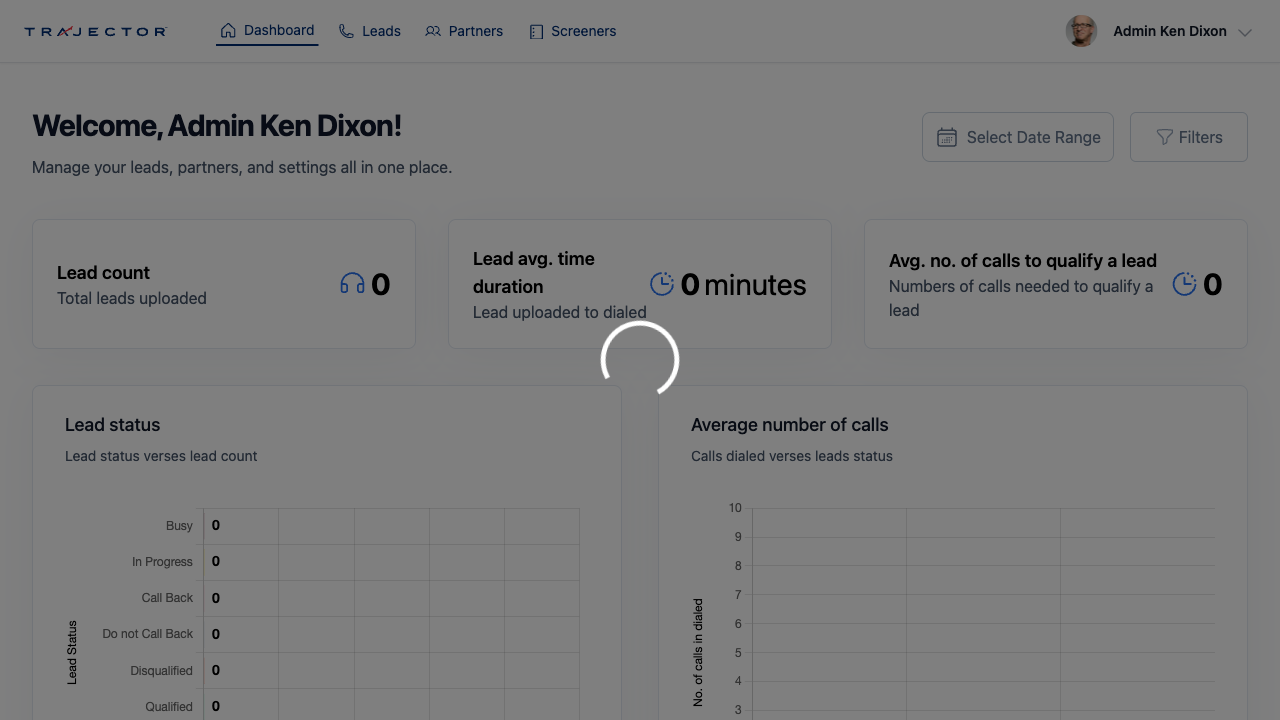 TRAJECTOR
Dashboard
Leads
Partners
Screeners
Admin Ken Dixon
Welcome, Admin Ken Dixon!
Manage your leads, partners, and settings all in one place.
Select Date Range
Filters
Lead count
Total leads uploaded
0
Lead avg. time
duration
Lead uploaded to dialed
0 minutes
Avg. no. of calls to qualify a lead
Numbers of calls needed to qualify a
lead
0
Lead status
Lead status verses lead count
Lead Status
Busy 0
In Progress 0
Call Back 0
Do not Call Back 0
Disqualified 0
Qualified 0
Average number of calls
Calls dialed verses leads status
No. of calls in dialed
10
9
8
7
6
5
4
3